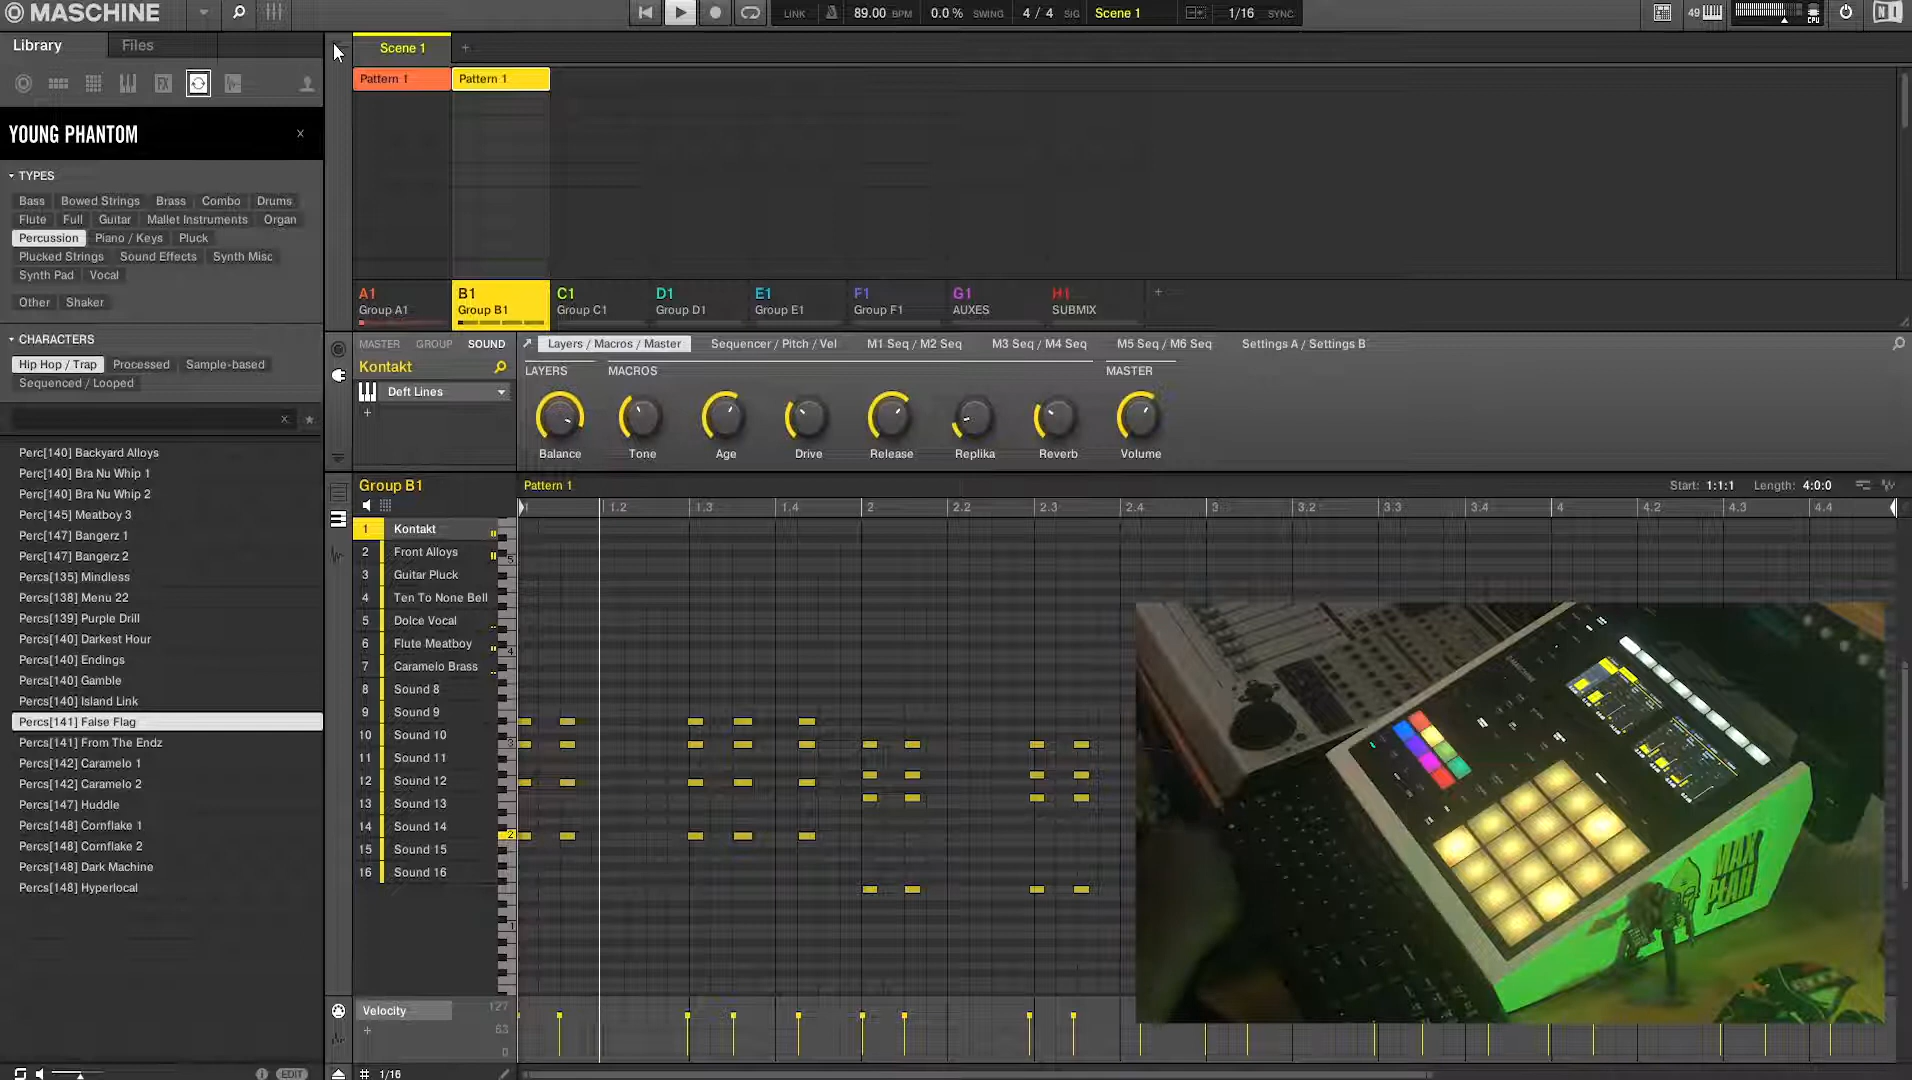 MASCHINE
LINK 89.00 BPM 0.0 % SWING 4 / 4 SIG Scene 1 1/16 SYNC
49 CPU
Library Files
YOUNG PHANTOM ×
TYPES
Bass Bowed Strings Brass Combo Drums
Flute Full Guitar Mallet Instruments Organ
Percussion Piano / Keys Pluck
Plucked Strings Sound Effects Synth Misc
Synth Pad Vocal
Other Shaker
CHARACTERS
Hip Hop / Trap Processed Sample-based
Sequenced / Looped
Perc[140] Backyard Alloys
Perc[140] Bra Nu Whip 1
Perc[140] Bra Nu Whip 2
Perc[145] Meatboy 3
Perc[147] Bangerz 1
Perc[147] Bangerz 2
Percs[135] Mindless
Percs[138] Menu 22
Percs[139] Purple Drill
Percs[140] Darkest Hour
Percs[140] Endings
Percs[140] Gamble
Percs[140] Island Link
Percs[141] False Flag
Percs[141] From The Endz
Percs[142] Caramelo 1
Percs[142] Caramelo 2
Percs[147] Huddle
Percs[148] Cornflake 1
Percs[148] Cornflake 2
Percs[148] Dark Machine
Percs[148] Hyperlocal
EDIT
Scene 1 +
Pattern 1 Pattern 1
A1 B1 C1 D1 E1 F1 G1 H1 +
Group A1 Group B1 Group C1 Group D1 Group E1 Group F1 AUXES SUBMIX
MASTER GROUP SOUND
Layers / Macros / Master Sequencer / Pitch / Vel M1 Seq / M2 Seq M3 Seq / M4 Seq M5 Seq / M6 Seq Settings A / Settings B
Kontakt
Deft Lines
+
LAYERS MACROS MASTER
Balance Tone Age Drive Release Replika Reverb Volume
Group B1
Pattern 1 Start: 1:1:1 Length: 4:0:0
1.2 1.3 1.4 2 2.2 2.3 2.4 3 3.2 3.3 3.4 4 4.2 4.3 4.4
1 Kontakt
2 Front Alloys
3 Guitar Pluck
4 Ten To None Bell
5 Dolce Vocal
6 Flute Meatboy
7 Caramelo Brass
8 Sound 8
9 Sound 9
10 Sound 10
11 Sound 11
12 Sound 12
13 Sound 13
14 Sound 14
15 Sound 15
16 Sound 16
5
4
3
2
1
Velocity 127
+ 63
0
# 1/16
MAX
PTAH